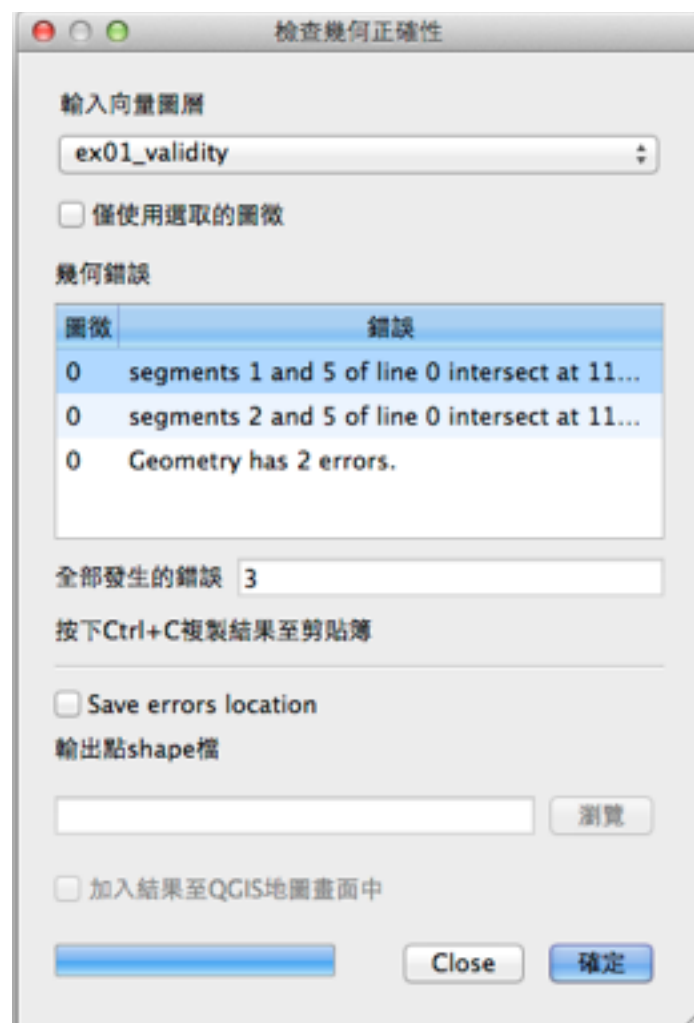 檢查幾何正確性
輸入向量圖層
ex01_validity
僅使用選取的圖徵
幾何錯誤
圖徵 錯誤
0 segments 1 and 5 of line 0 intersect at 11...
0 segments 2 and 5 of line 0 intersect at 11...
0 Geometry has 2 errors.
全部發生的錯誤 3
按下Ctrl+C複製結果至剪貼簿
Save errors location
輸出點shape檔
瀏覽
加入結果至QGIS地圖畫面中
Close 確定